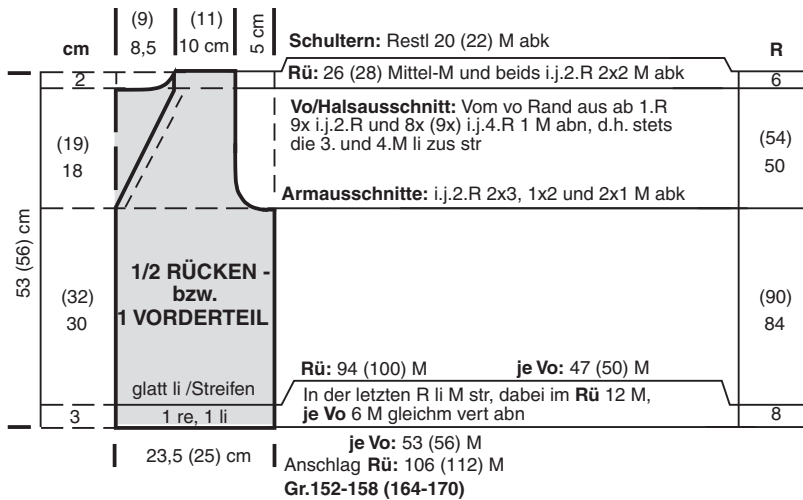 (9) (11)
cm 8,5 10 cm 5 cm Schultern: Restl 20 (22) M abk R
2 Rü: 26 (28) Mittel-M und beids i.j.2.R 2x2 M abk 6
Vo/Halsausschnitt: Vom vo Rand aus ab 1.R
9x i.j.2.R und 8x (9x) i.j.4.R 1 M abn, d.h. stets
die 3. und 4.M li zus str
(19) (54)
18 50
Armausschnitte: i.j.2.R 2x3, 1x2 und 2x1 M abk
53 (56) cm
1/2 RÜCKEN -
bzw.
1 VORDERTEIL
(32) (90)
30 84
Rü: 94 (100) M je Vo: 47 (50) M
glatt li /Streifen
In der letzten R li M str, dabei im Rü 12 M,
3 1 re, 1 li je Vo 6 M gleichm vert abn 8
je Vo: 53 (56) M
23,5 (25) cm Anschlag Rü: 106 (112) M
Gr.152-158 (164-170)